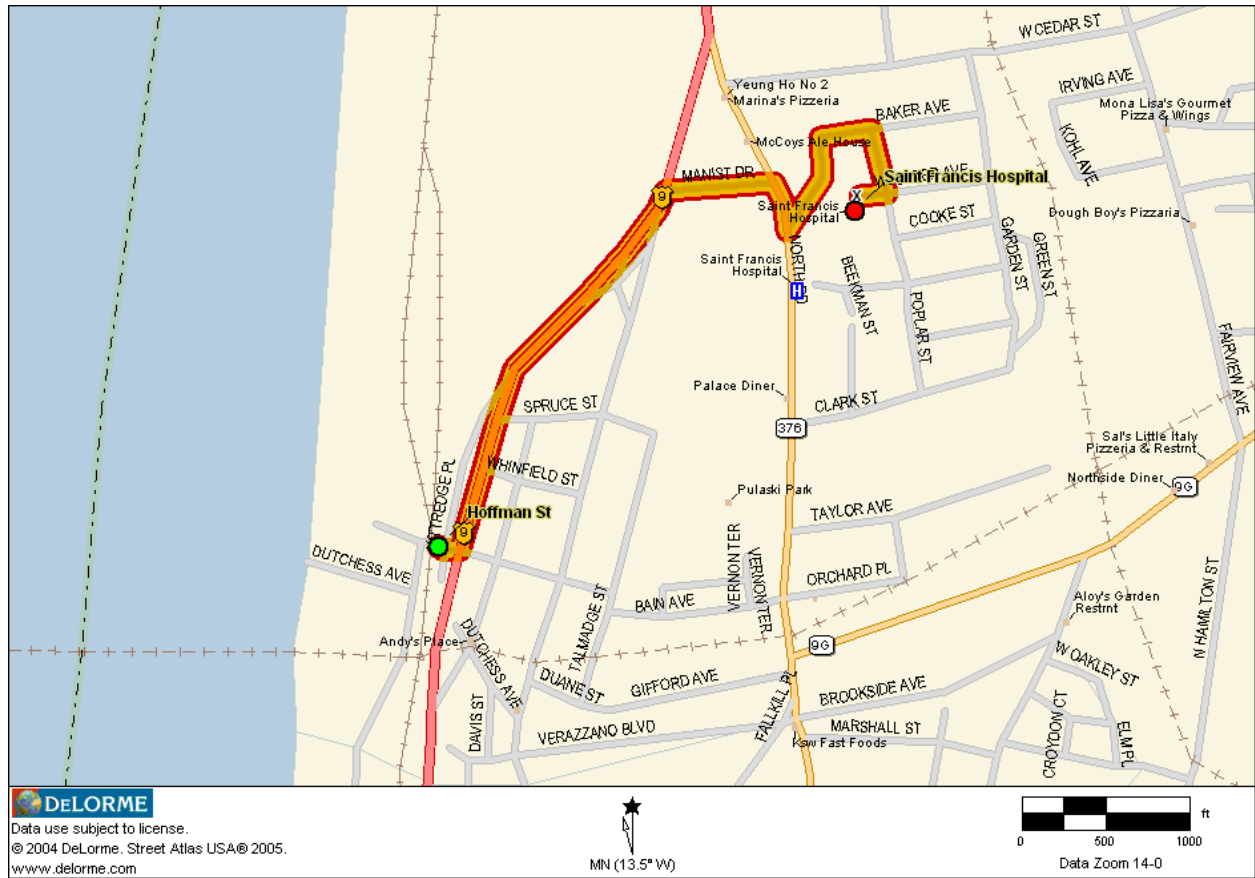 W CEDAR ST
Yeung Ho No 2
Marina's Pizzeria
IRVING AVE
Mona Lisa's Gourmet
Pizza & Wings
BAKER AVE
KOHL AVE
McCoys Ale House
MANIST DR
9
X
Saint Francis Hospital
Saint Francis
Hospital
COOKE ST
Dough Boy's Pizzaria
NORTH
GARDEN ST
GREEN ST
Saint Francis
Hospital
H
BEEKMAN ST
POPLAR ST
FAIRVIEW AVE
Palace Diner
CLARK ST
SPRUCE ST
376
Sal's Little Italy
Pizzeria & Restrnt
WHINFIELD ST
Northside Diner
9G
Pulaski Park
TAYLOR AVE
Hoffman St
9
DUTCHESS AVE
VERNONTER
VERNONTER
ORCHARD PL
BAIN AVE
TALMADGE ST
Aloy's Garden
Restrnt
N HAMILTON ST
Andy's Place
DUTCHESS AVE
9G
W OAKLEY ST
DUANE ST
GIFFORD AVE
FALLKILL PL
BROOKSIDE AVE
DAVIS ST
VERAZZANO BLVD
MARSHALL ST
Ksw Fast Foods
CROYDON CT
ELM PL
DELORME
Data use subject to license.
© 2004 DeLorme. Street Atlas USA® 2005.
www.delorme.com
MN (13.5° W)
ft
0 500 1000
Data Zoom 14-0